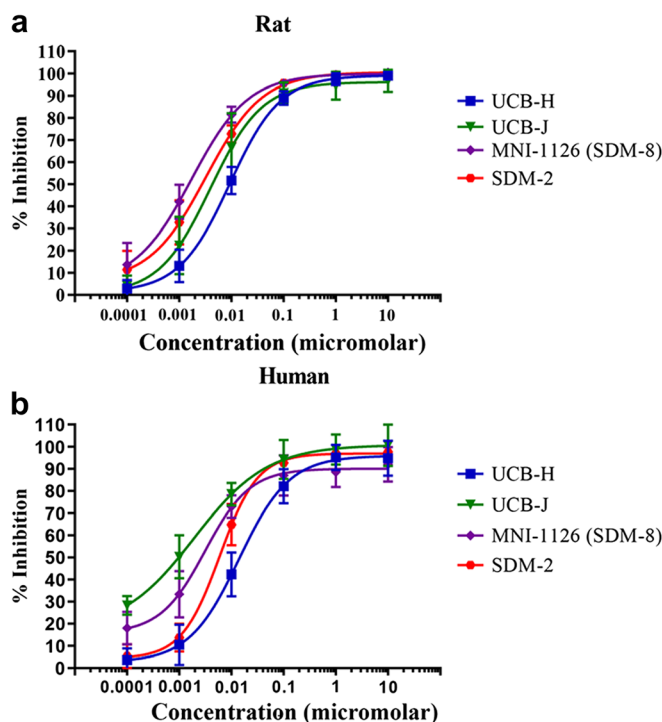 a
Rat
110
100
90
80
70
60
50
40
30
20
10
0
% Inhibition
0.0001 0.001 0.01 0.1 1 10
Concentration (micromolar)
UCB-H
UCB-J
MNI-1126 (SDM-8)
SDM-2
Human
b
110
100
90
80
70
60
50
40
30
20
10
0
% Inhibition
0.0001 0.001 0.01 0.1 1 10
Concentration (micromolar)
UCB-H
UCB-J
MNI-1126 (SDM-8)
SDM-2